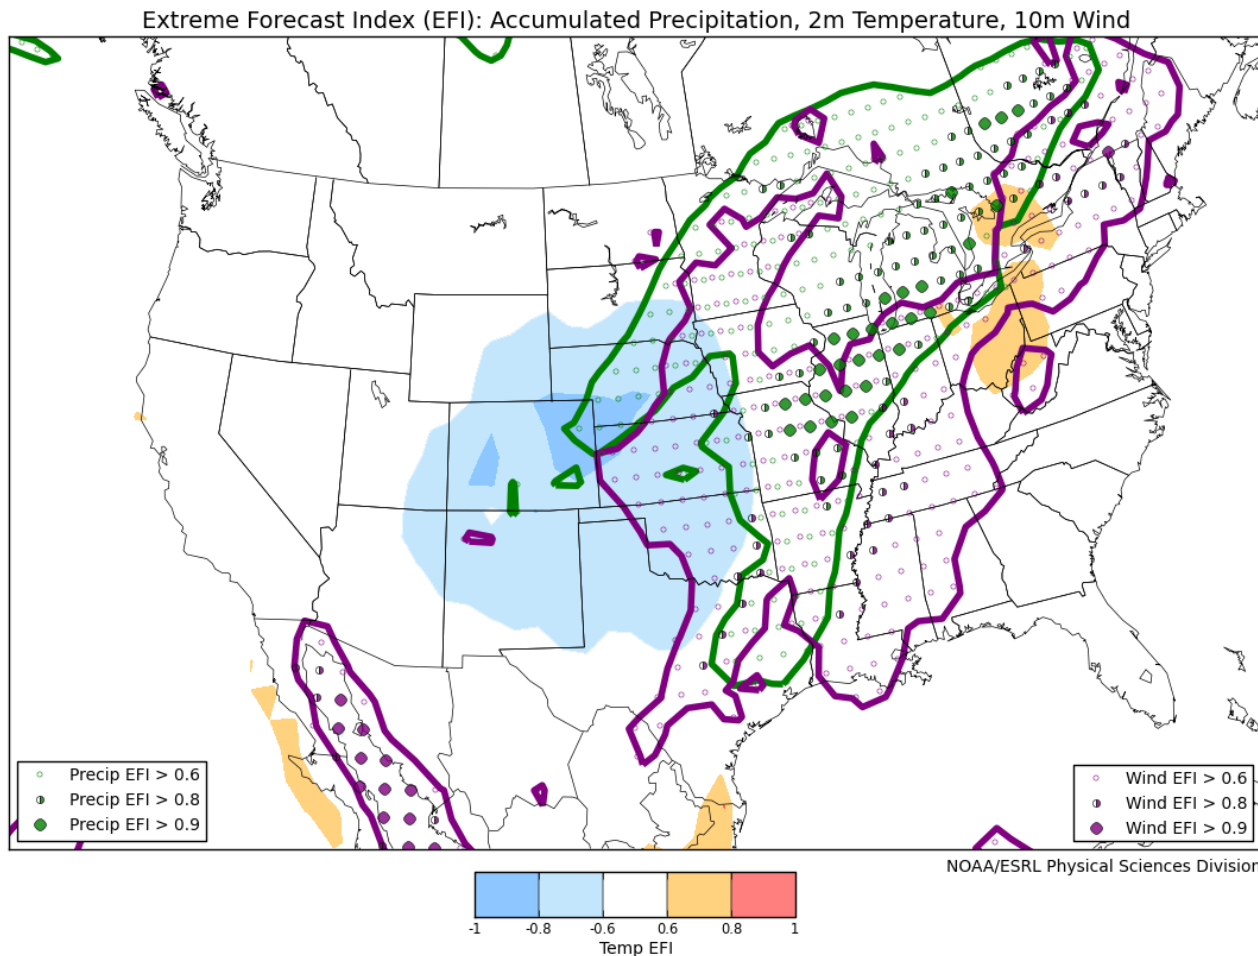 Extreme Forecast Index (EFI): Accumulated Precipitation, 2m Temperature, 10m Wind
Precip EFI > 0.6
Precip EFI > 0.8
Precip EFI > 0.9
Wind EFI > 0.6
Wind EFI > 0.8
Wind EFI > 0.9
NOAA/ESRL Physical Sciences Division
-1 -0.8 -0.6 0.6 0.8 1
Temp EFI